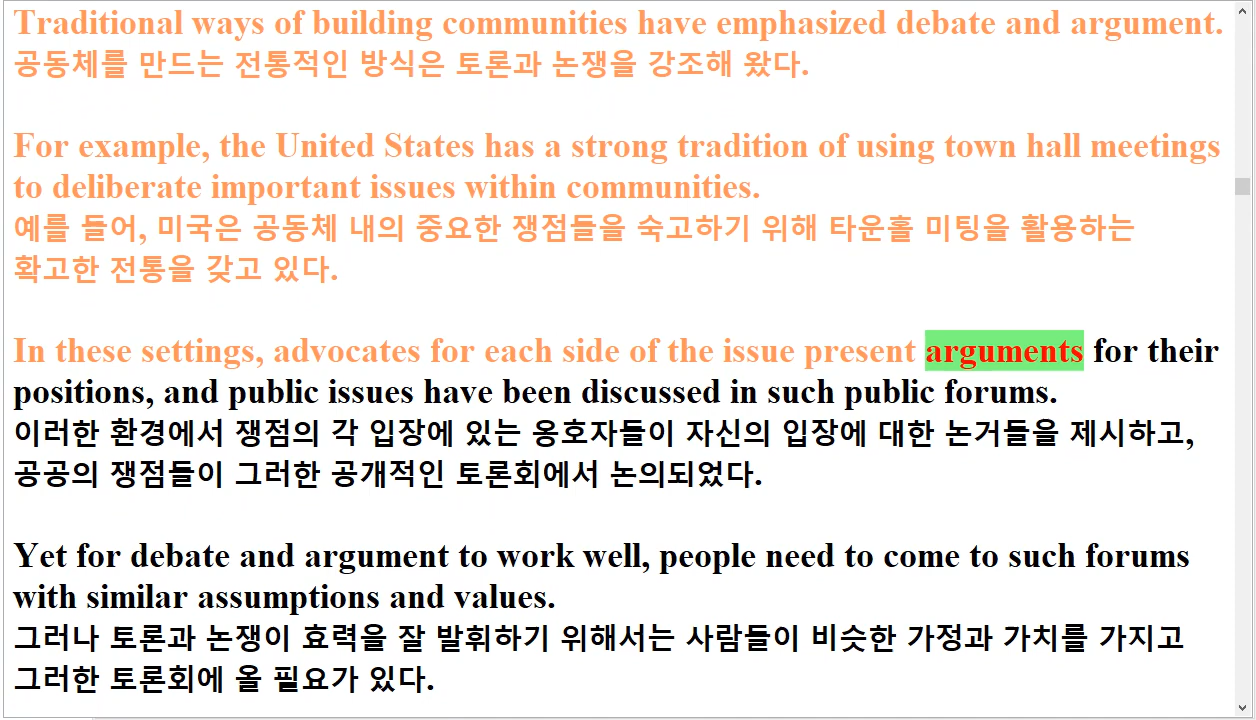 Traditional ways of building communities have emphasized debate and argument.
공동체를 만드는 전통적인 방식은 토론과 논쟁을 강조해 왔다.
For example, the United States has a strong tradition of using town hall meetings
to deliberate important issues within communities.
예를 들어, 미국은 공동체 내의 중요한 쟁점들을 숙고하기 위해 타운홀 미팅을 활용하는
확고한 전통을 갖고 있다.
In these settings, advocates for each side of the issue present arguments for their
positions, and public issues have been discussed in such public forums.
이러한 환경에서 쟁점의 각 입장에 있는 옹호자들이 자신의 입장에 대한 논거들을 제시하고,
공공의 쟁점들이 그러한 공개적인 토론회에서 논의되었다.
Yet for debate and argument to work well, people need to come to such forums
with similar assumptions and values.
그러나 토론과 논쟁이 효력을 잘 발휘하기 위해서는 사람들이 비슷한 가정과 가치를 가지고
그러한 토론회에 올 필요가 있다.